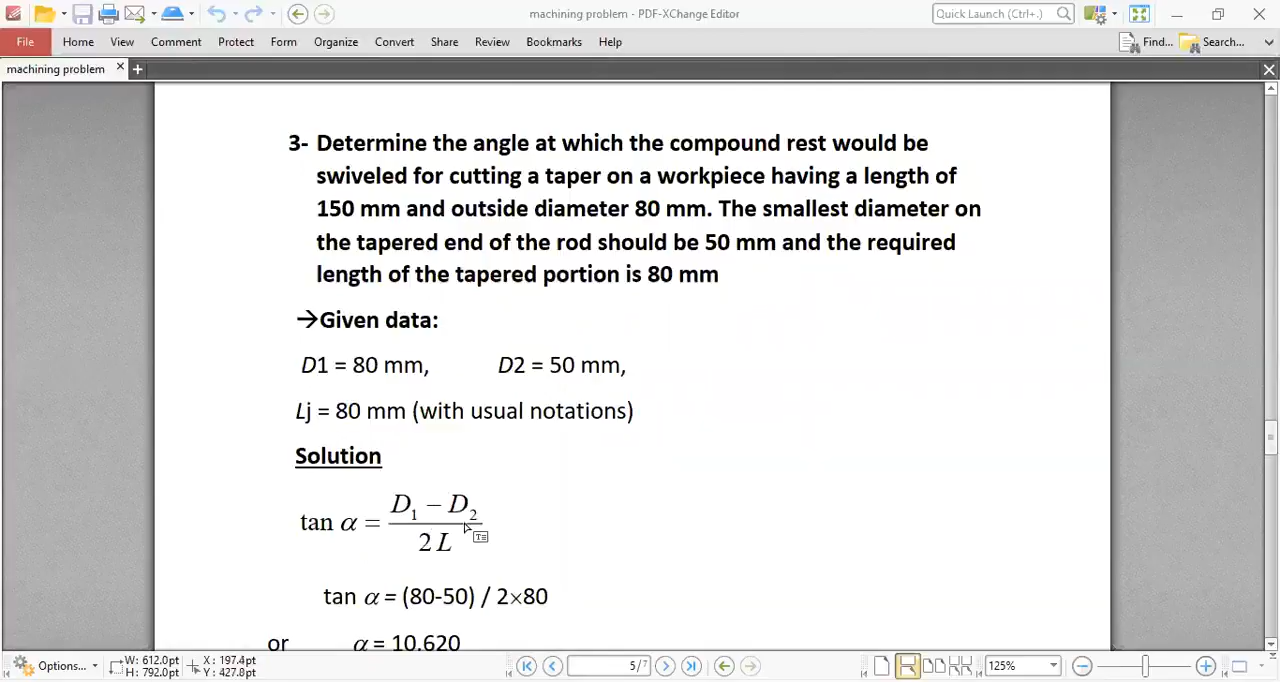 machining problem - PDF-XChange Editor
Quick Launch (Ctrl+.)
File Home View Comment Protect Form Organize Convert Share Review Bookmarks Help Find... Search...
machining problem
3- Determine the angle at which the compound rest would be
swiveled for cutting a taper on a workpiece having a length of
150 mm and outside diameter 80 mm. The smallest diameter on
the tapered end of the rod should be 50 mm and the required
length of the tapered portion is 80 mm
→Given data:
D1 = 80 mm, D2 = 50 mm,
Lj = 80 mm (with usual notations)
Solution
tan α = D₁ − D₂ / 2 L
tan α = (80-50) / 2×80
or α = 10.620
Options... W: 612.0pt X: 197.4pt 5/7 125%
H: 792.0pt Y: 427.8pt